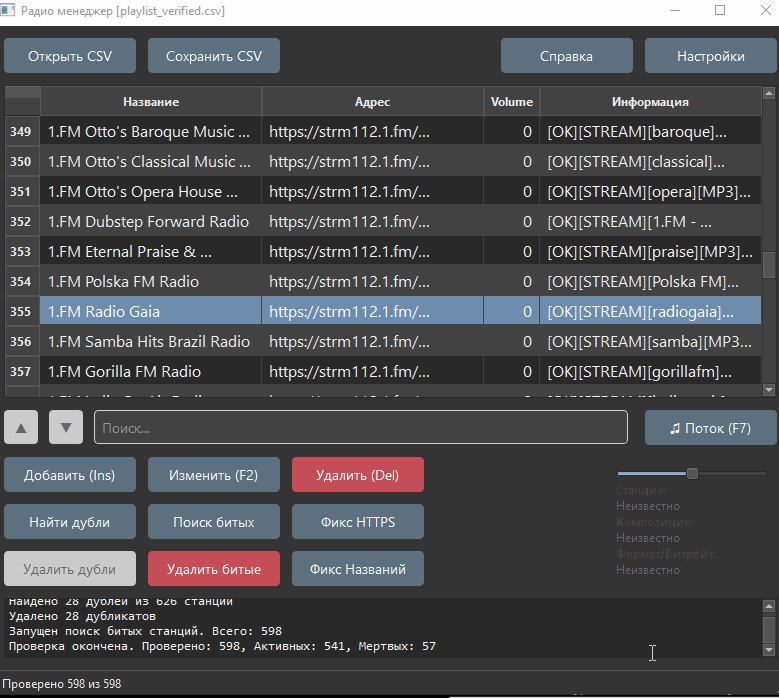 Радио менеджер [playlist_verified.csv]
Открыть CSV Сохранить CSV Справка Настройки
Название Адрес Volume Информация
349 1.FM Otto's Baroque Music ... https://strm112.1.fm/... 0 [OK][STREAM][baroque]...
350 1.FM Otto's Classical Music ... https://strm112.1.fm/... 0 [OK][STREAM][classical]...
351 1.FM Otto's Opera House ... https://strm112.1.fm/... 0 [OK][STREAM][opera][MP3]...
352 1.FM Dubstep Forward Radio https://strm112.1.fm/... 0 [OK][STREAM][1.FM - ...
353 1.FM Eternal Praise & ... https://strm112.1.fm/... 0 [OK][STREAM][praise][MP3]...
354 1.FM Polska FM Radio https://strm112.1.fm/... 0 [OK][STREAM][Polska FM]...
355 1.FM Radio Gaia https://strm112.1.fm/... 0 [OK][STREAM][radiogaia]...
356 1.FM Samba Hits Brazil Radio https://strm112.1.fm/... 0 [OK][STREAM][samba][MP3...
357 1.FM Gorilla FM Radio https://strm112.1.fm/... 0 [OK][STREAM][gorillafm]...
▲ ▼ Поиск... ♫ Поток (F7)
Добавить (Ins) Изменить (F2) Удалить (Del)
Станция:
Неизвестно
Найти дубли Поиск битых Фикс HTTPS
Композиция:
Неизвестно
Формат/Битрейт:
Неизвестно
Удалить дубли Удалить битые Фикс Названий
Найдено 28 дублей из 626 станций
Удалено 28 дубликатов
Запущен поиск битых станций. Всего: 598
Проверка окончена. Проверено: 598, Активных: 541, Мертвых: 57
Проверено 598 из 598